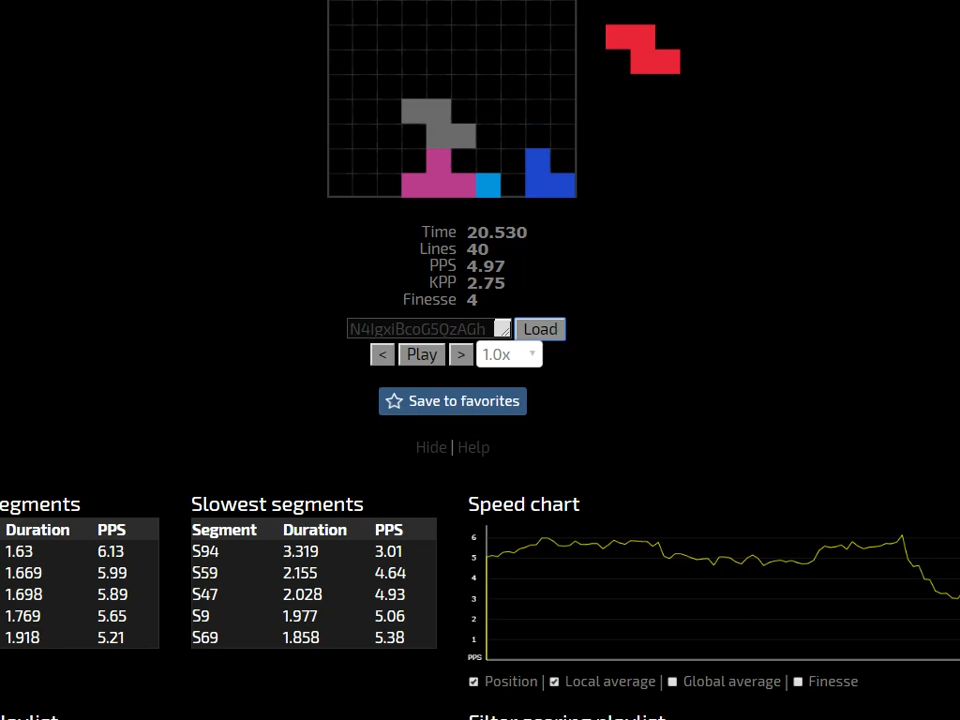 Time 20.530
Lines 40
PPS 4.97
KPP 2.75
Finesse 4
N4IgxiBcoG5QzAGh Load
< Play > 1.0x
Save to favorites
Hide | Help
egments
Duration PPS
1.63 6.13
1.669 5.99
1.698 5.89
1.769 5.65
1.918 5.21
Slowest segments
Segment Duration PPS
S94 3.319 3.01
S59 2.155 4.64
S47 2.028 4.93
S9 1.977 5.06
S69 1.858 5.38
Speed chart
6
5
4
3
2
1
PPS
Position | Local average | Global average | Finesse